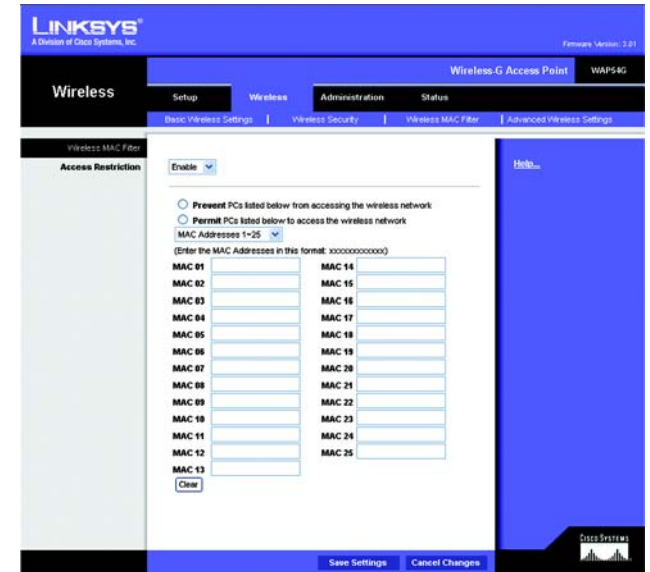 LINKSYS®
A Division of Cisco Systems, Inc.
Firmware Version: 3.01
Wireless-G Access Point WAP54G
Wireless
Setup Wireless Administration Status
Basic Wireless Settings | Wireless Security | Wireless MAC Filter | Advanced Wireless Settings
Wireless MAC Filter
Access Restriction
Enable
Help...
Prevent PCs listed below from accessing the wireless network
Permit PCs listed below to access the wireless network
MAC Addresses 1~25
(Enter the MAC Addresses in this format: xxxxxxxxxxxx)
MAC 01 MAC 14
MAC 02 MAC 15
MAC 03 MAC 16
MAC 04 MAC 17
MAC 05 MAC 18
MAC 06 MAC 19
MAC 07 MAC 20
MAC 08 MAC 21
MAC 09 MAC 22
MAC 10 MAC 23
MAC 11 MAC 24
MAC 12 MAC 25
MAC 13
Clear
Save Settings Cancel Changes
CISCO SYSTEMS